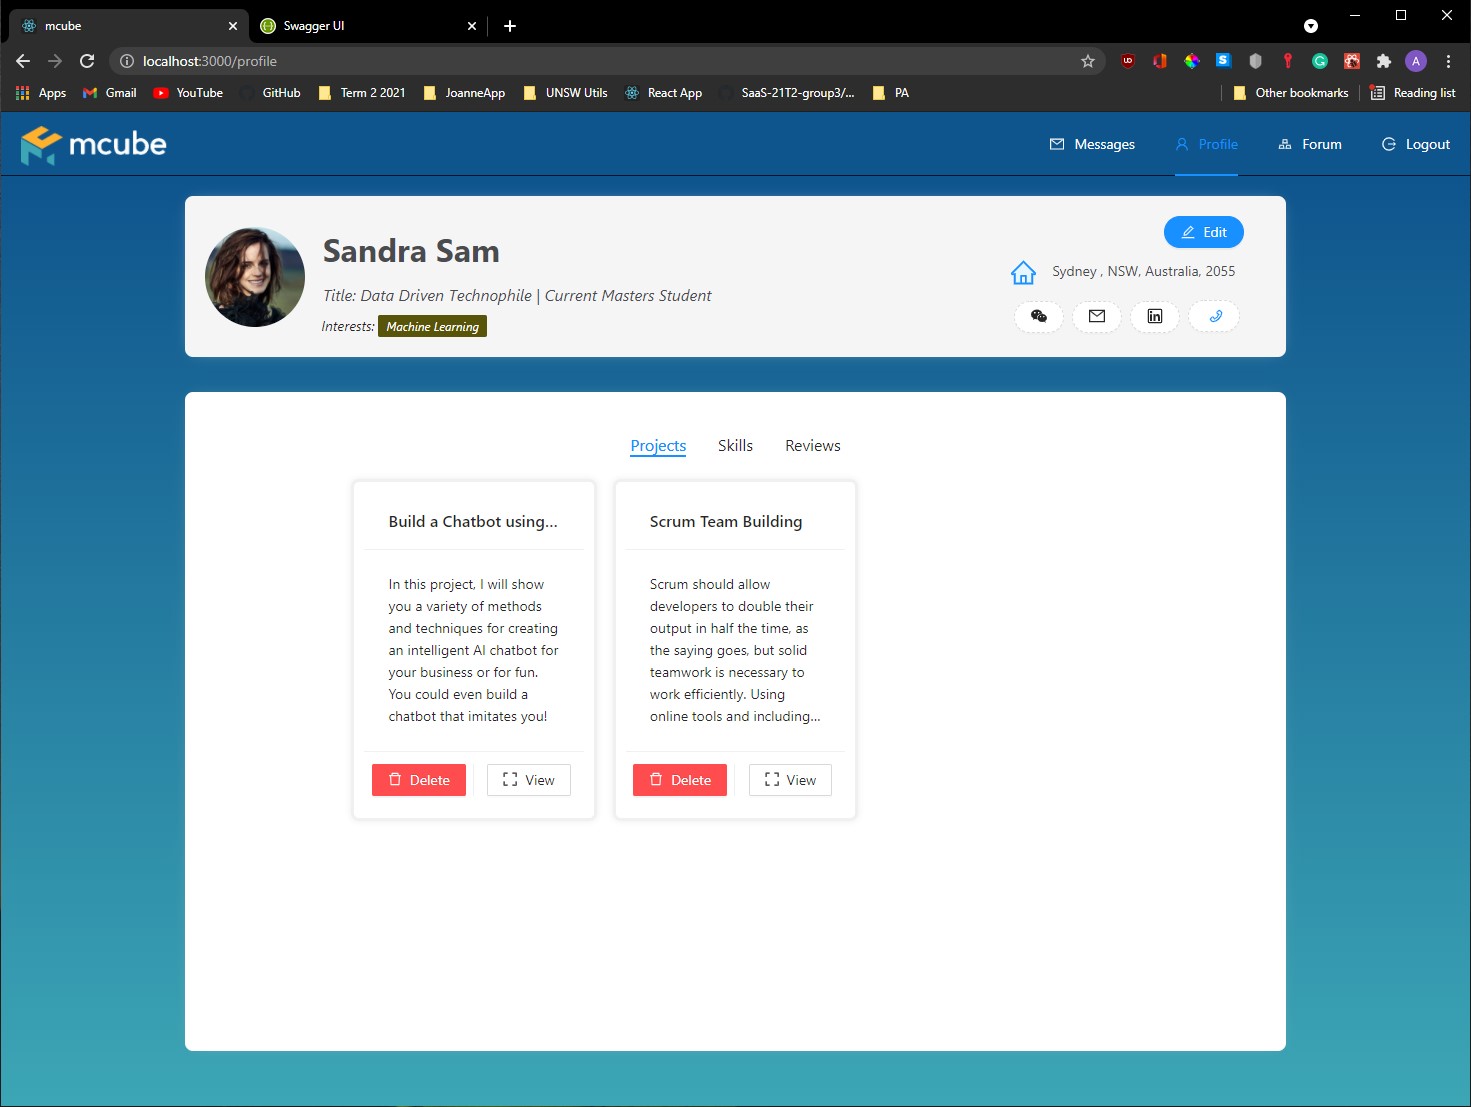 mcube
Swagger UI
localhost:3000/profile
UD
S
G
A
Apps
Gmail
YouTube
GitHub
Term 2 2021
JoanneApp
UNSW Utils
React App
SaaS-21T2-group3/...
PA
Other bookmarks
Reading list
mcube
Messages
Profile
Forum
Logout
Sandra Sam
Edit
Title: Data Driven Technophile | Current Masters Student
Sydney , NSW, Australia, 2055
Interests: Machine Learning
in
Projects
Skills
Reviews
Build a Chatbot using...
In this project, I will show
you a variety of methods
and techniques for creating
an intelligent AI chatbot for
your business or for fun.
You could even build a
chatbot that imitates you!
Delete
View
Scrum Team Building
Scrum should allow
developers to double their
output in half the time, as
the saying goes, but solid
teamwork is necessary to
work efficiently. Using
online tools and including...
Delete
View